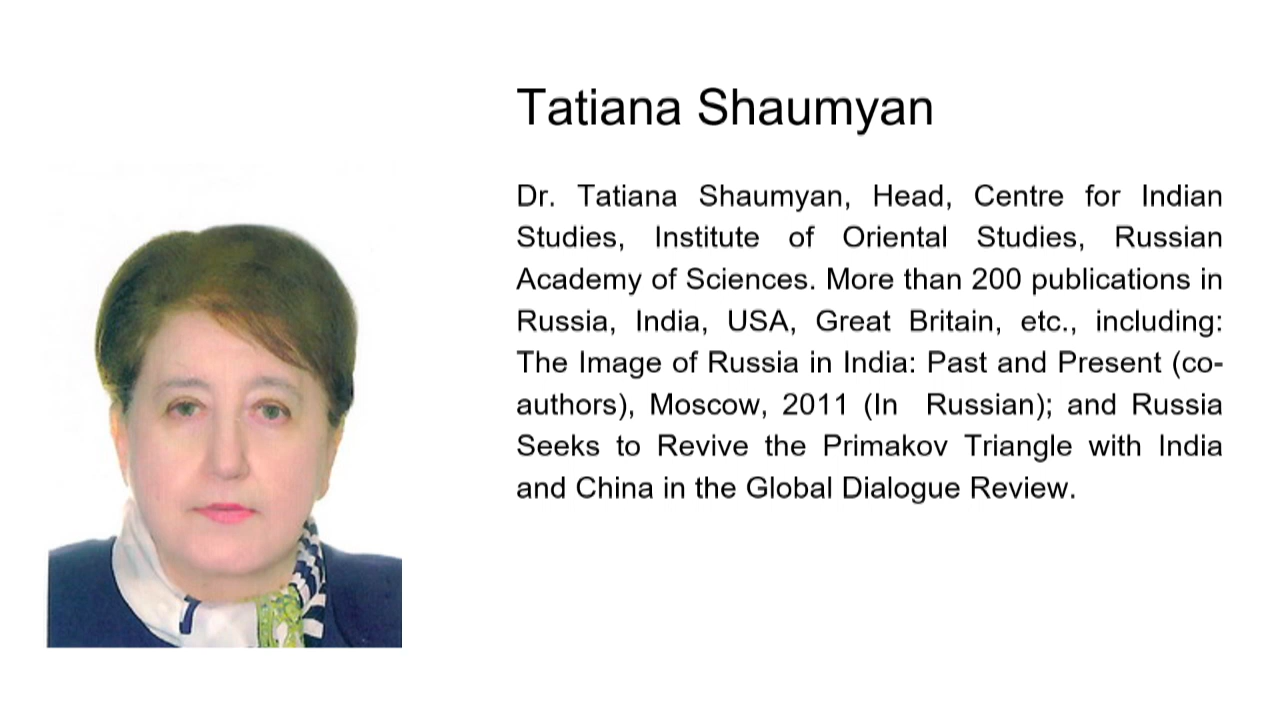 Tatiana Shaumyan
Dr. Tatiana Shaumyan, Head, Centre for Indian
Studies, Institute of Oriental Studies, Russian
Academy of Sciences. More than 200 publications in
Russia, India, USA, Great Britain, etc., including:
The Image of Russia in India: Past and Present (co-
authors), Moscow, 2011 (In Russian); and Russia
Seeks to Revive the Primakov Triangle with India
and China in the Global Dialogue Review.